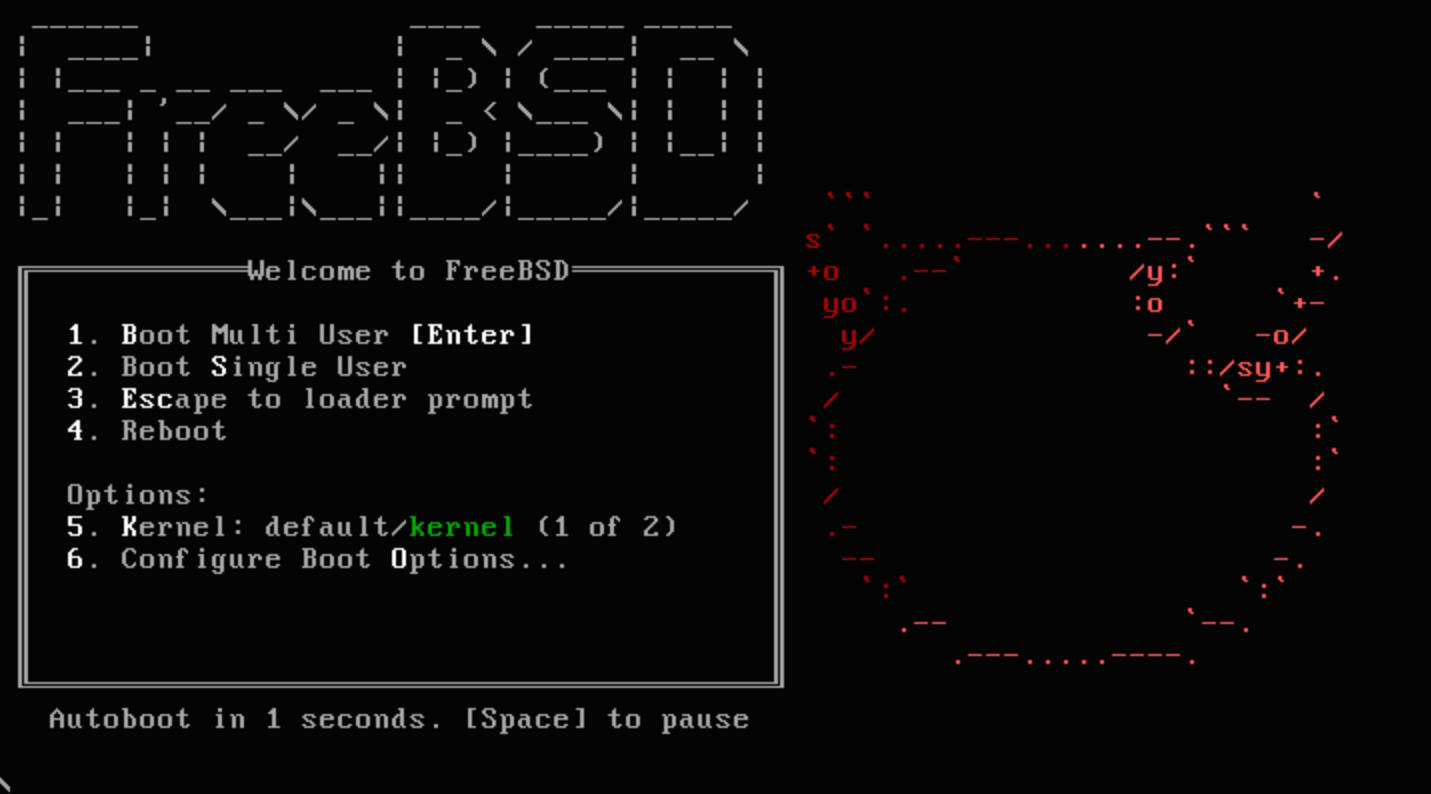 FreeBSD
Welcome to FreeBSD
1. Boot Multi User [Enter]
2. Boot Single User
3. Escape to loader prompt
4. Reboot
Options:
5. Kernel: default/kernel (1 of 2)
6. Configure Boot Options...
Autoboot in 1 seconds. [Space] to pause